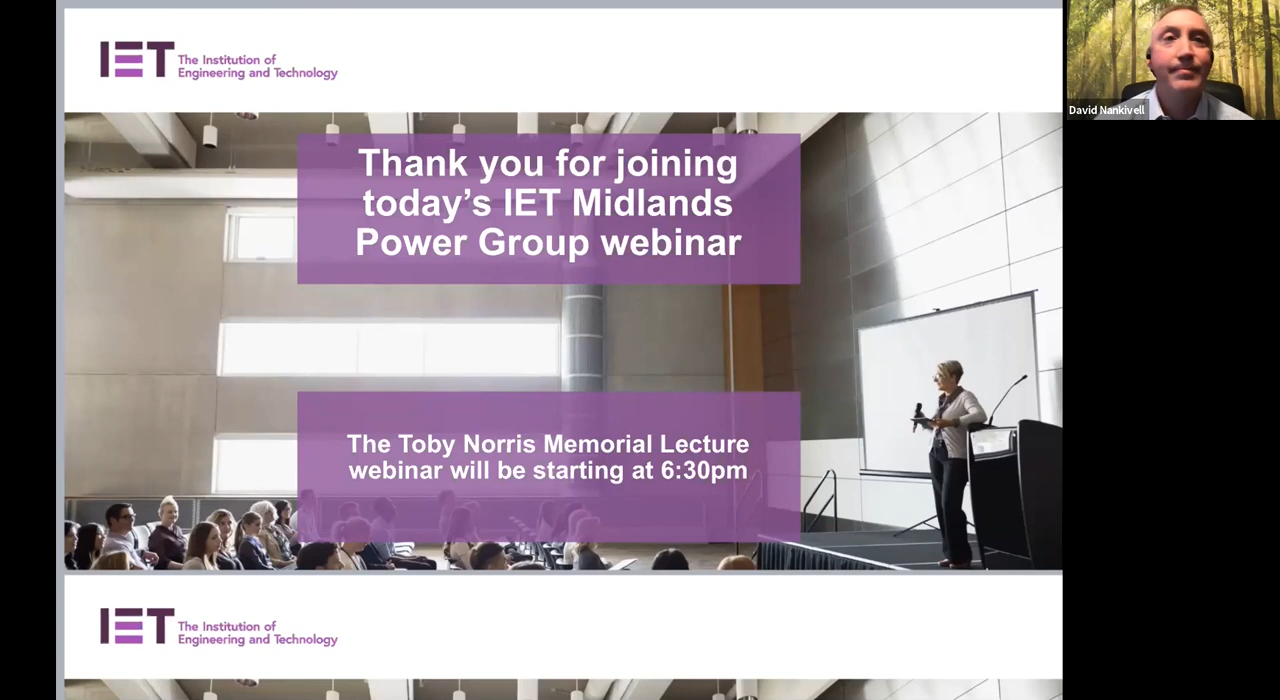 IET The Institution of
Engineering and Technology
Thank you for joining
today’s IET Midlands
Power Group webinar
The Toby Norris Memorial Lecture
webinar will be starting at 6:30pm
IET The Institution of
Engineering and Technology
David Nankivell